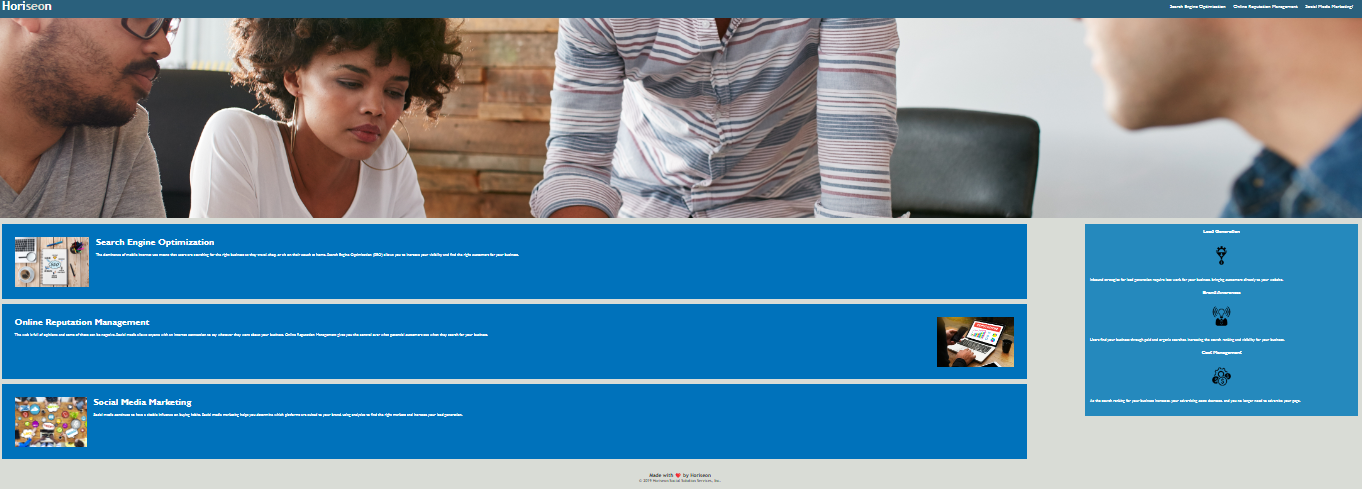 Horiseon
Search Engine Optimization Online Reputation Management Social Media Marketing
Search Engine Optimization
The dominance of mobile internet use means that users are searching for the right business as they travel, shop, or sit on their couch at home. Search Engine Optimization (SEO) allows you to increase your visibility and find the right customers for your business.
Online Reputation Management
The web is full of opinions and some of these can be negative. Social media allows anyone with an internet connection to say whatever they want about your business. Online Reputation Management gives you the control over what potential customers see when they search for your business.
Social Media Marketing
Social media continues to have a sizable influence on buying habits. Social media marketing helps you determine which platforms are suited to your brand, using analytics to find the right markets and increase your lead generation.
Lead Generation
Inbound strategies for lead generation require less work for your business, bringing customers directly to your website.
Brand Awareness
Users find your business through paid and organic searches, increasing the search ranking and visibility for your business.
Cost Management
As the search ranking for your business increases, your advertising costs decrease, and you no longer need to advertise your page.
Made with ❤️ by Horiseon
© 2019 Horiseon Social Solution Services, Inc.